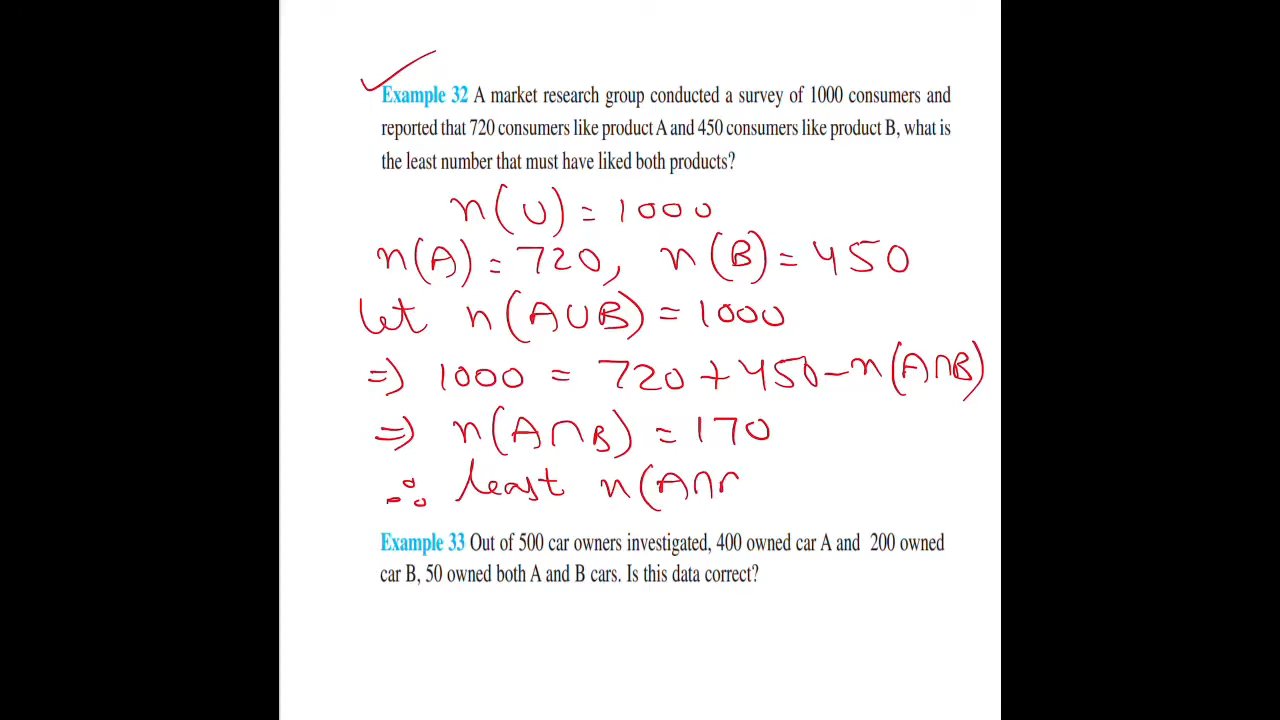 Example 32 A market research group conducted a survey of 1000 consumers and
reported that 720 consumers like product A and 450 consumers like product B, what is
the least number that must have liked both products?
n(U) = 1000
n(A) = 720, n(B) = 450
Let n(A∪B) = 1000
⇒ 1000 = 720 + 450 - n(A∩B)
⇒ n(A∩B) = 170
∴ least n(A∩
Example 33 Out of 500 car owners investigated, 400 owned car A and 200 owned
car B, 50 owned both A and B cars. Is this data correct?